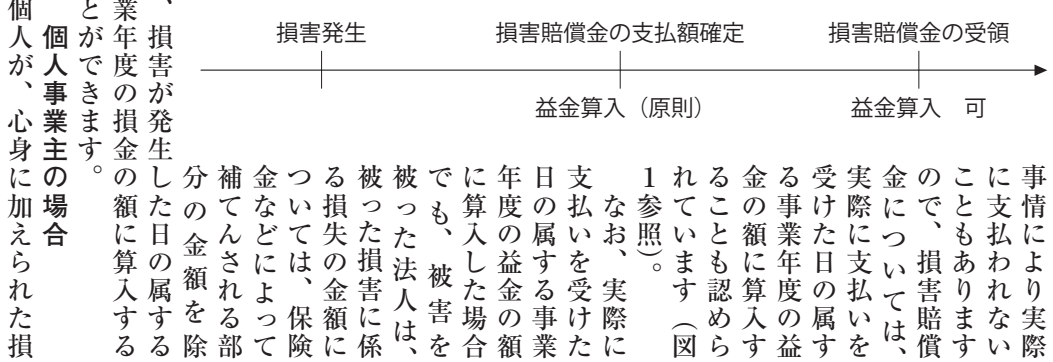 損害発生
損害賠償金の支払額確定
損害賠償金の受領
益金算入（原則）
益金算入　可
事情により実際
に支払われない
こともあります
ので、損害賠償
金については、
実際に支払いを
受けた日の属す
る事業年度の益
金の額に算入す
ることも認めら
れています（図
１参照）。
なお、実際に
支払いを受けた
日の属する事業
年度の益金の額
に算入した場合
でも、被害を
被った法人は、
被った損害に係
る損失の金額に
ついては、保険
金などによって
補てんされる部
分の金額を除
、損害が発生した日の属する
業年度の損金の額に算入する
とができます。
個人事業主の場合
個人が、心身に加えられた損